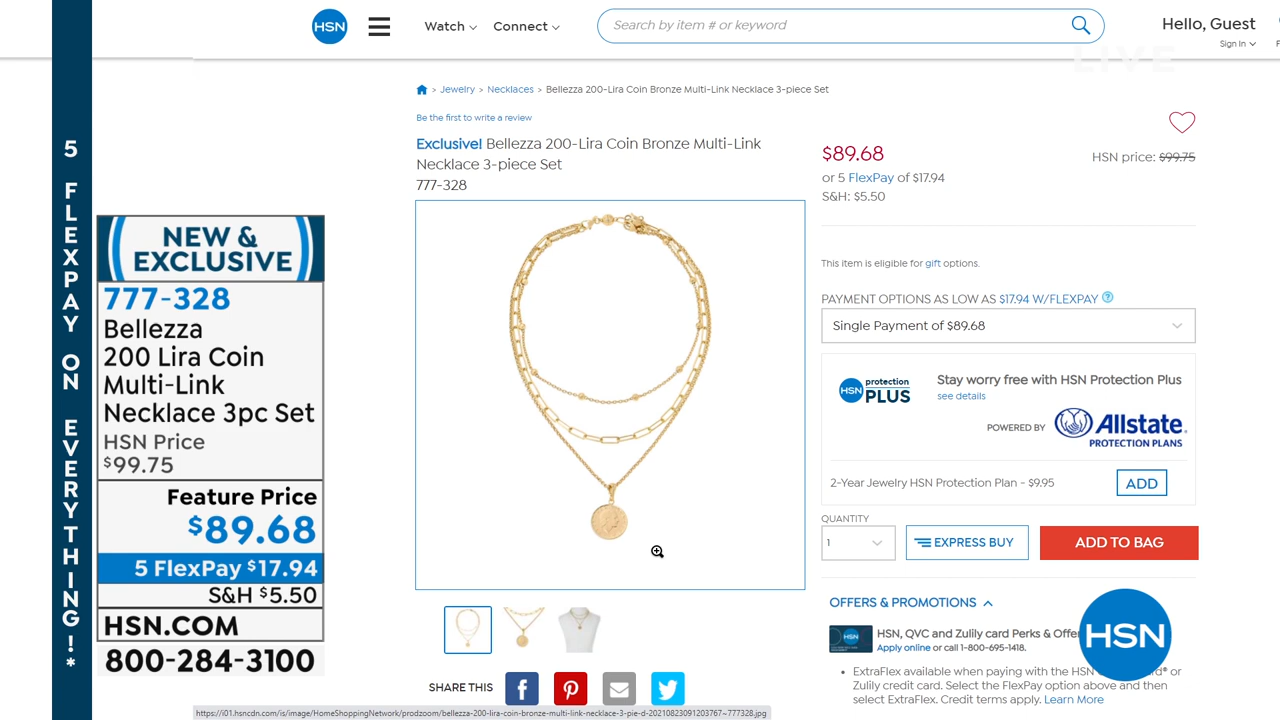 HSN
Watch
Connect
Search by item # or keyword
Hello, Guest
Sign In
LIVE
> Jewelry > Necklaces > Bellezza 200-Lira Coin Bronze Multi-Link Necklace 3-piece Set
Be the first to write a review
Exclusive! Bellezza 200-Lira Coin Bronze Multi-Link
Necklace 3-piece Set
777-328
$89.68
HSN price: $99.75
or 5 FlexPay of $17.94
S&H: $5.50
This item is eligible for gift options.
PAYMENT OPTIONS AS LOW AS $17.94 W/FLEXPAY ?
Single Payment of $89.68
HSN protection PLUS
Stay worry free with HSN Protection Plus
see details
POWERED BY Allstate.
PROTECTION PLANS
2-Year Jewelry HSN Protection Plan - $9.95
ADD
QUANTITY
1
EXPRESS BUY
ADD TO BAG
OFFERS & PROMOTIONS
HSN
HSN, QVC and Zulily card Perks & Offe
Apply online or call 1-800-695-1418.
• ExtraFlex available when paying with the HSN
® or
Zulily credit card. Select the FlexPay option above and then
select ExtraFlex. Credit terms apply. Learn More
HSN
SHARE THIS
https://i01.hsncdn.com/is/image/HomeShoppingNetwork/prodzoom/bellezza-200-lira-coin-bronze-multi-link-necklace-3-pie-d-20210823091203767~777328.jpg
5 FLEXPAY ON EVERYTHING!*
NEW &
EXCLUSIVE
777-328
Bellezza
200 Lira Coin
Multi-Link
Necklace 3pc Set
HSN Price
$99.75
Feature Price
$89.68
5 FlexPay $17.94
S&H $5.50
HSN.COM
800-284-3100